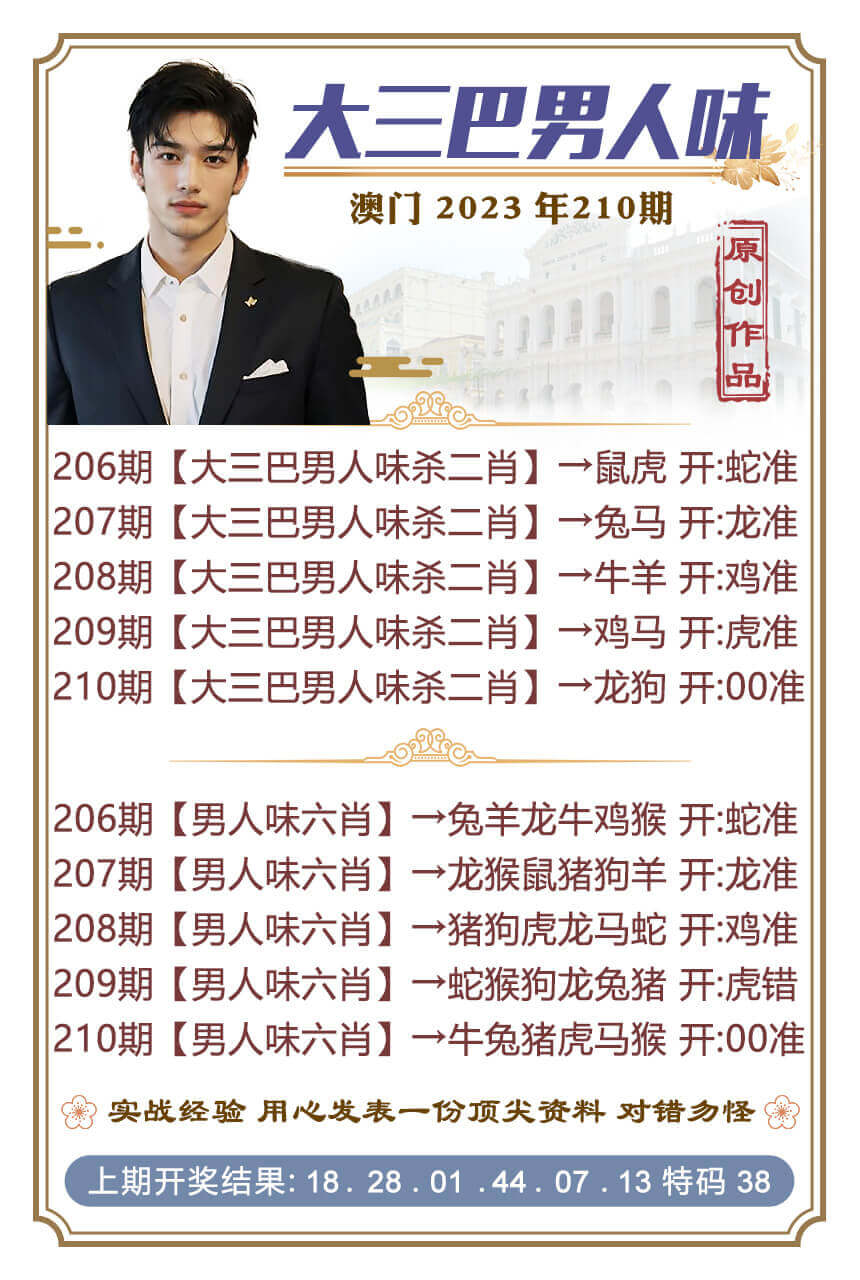 大三巴男人味
澳门 2023 年210期
原创作品
206期【大三巴男人味杀二肖】→鼠虎 开:蛇准
207期【大三巴男人味杀二肖】→兔马 开:龙准
208期【大三巴男人味杀二肖】→牛羊 开:鸡准
209期【大三巴男人味杀二肖】→鸡马 开:虎准
210期【大三巴男人味杀二肖】→龙狗 开:00准
206期【男人味六肖】→兔羊龙牛鸡猴 开:蛇准
207期【男人味六肖】→龙猴鼠猪狗羊 开:龙准
208期【男人味六肖】→猪狗虎龙马蛇 开:鸡准
209期【男人味六肖】→蛇猴狗龙兔猪 开:虎错
210期【男人味六肖】→牛兔猪虎马猴 开:00准
实战经验 用心发表一份顶尖资料 对错勿怪
上期开奖结果: 18 . 28 . 01 .44 . 07 . 13 特码 38